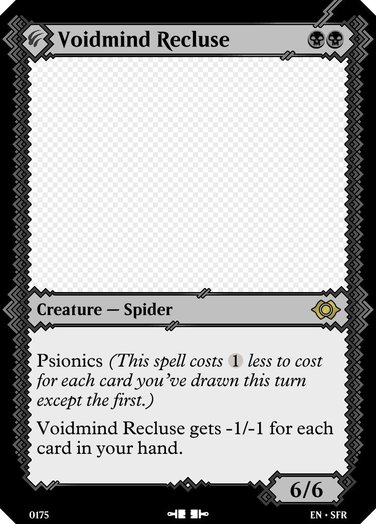 Voidmind Recluse
Creature — Spider
Psionics (This spell costs 1 less to cost
for each card you've drawn this turn
except the first.)
Voidmind Recluse gets -1/-1 for each
card in your hand.
6/6
0175
EN • SFR